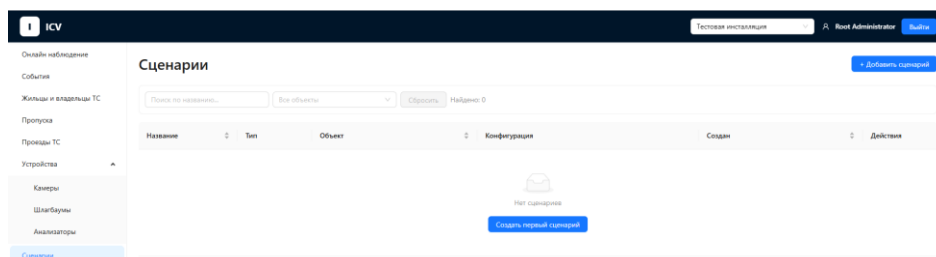 I ICV
Тестовая инсталляция
Root Administrator
Выйти
Онлайн наблюдение
События
Жильцы и владельцы ТС
Пропуска
Проезды ТС
Устройства
Камеры
Шлагбаумы
Анализаторы
Сценарии
Сценарии
+ Добавить сценарий
Поиск по названию...
Все объекты
Сбросить
Найдено: 0
Название Тип Объект Конфигурация Создан Действия
Нет сценариев
Создать первый сценарий